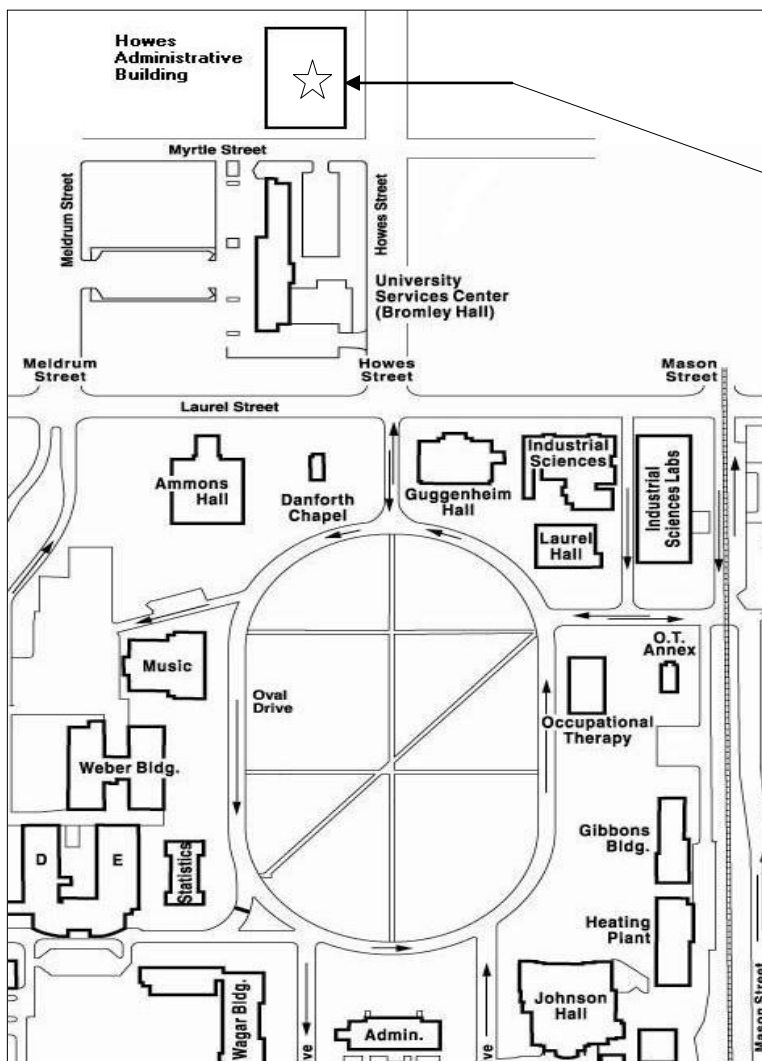 Howes
Administrative
Building
Myrtle Street
Meldrum Street
Howes Street
University
Services Center
(Bromley Hall)
Meldrum
Street
Howes
Street
Mason
Street
Laurel Street
Ammons
Hall
Danforth
Chapel
Guggenheim
Hall
Industrial
Sciences
Industrial
Sciences Labs
Laurel
Hall
Music
Oval
Drive
O.T.
Annex
Occupational
Therapy
Weber Bldg.
D
E
Statistics
Gibbons
Bldg.
Heating
Plant
Wagar Bldg.
Admin.
Johnson
Hall
Mason Street